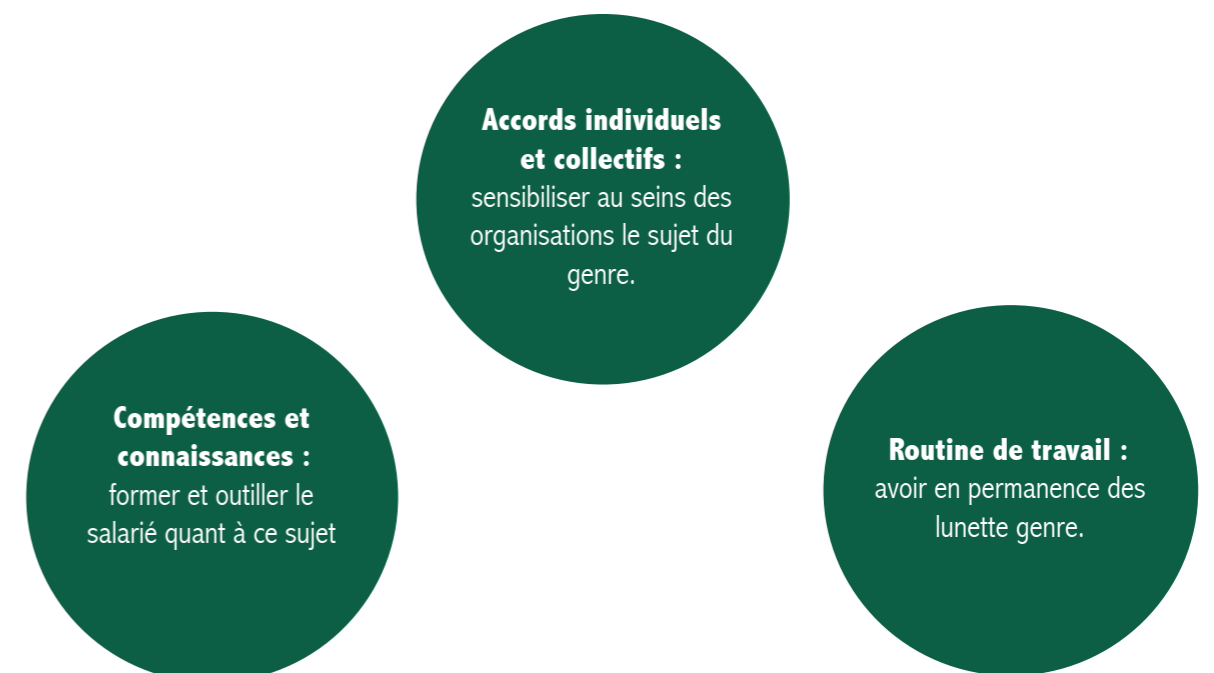 Accords individuels
et collectifs :
sensibiliser au seins des
organisations le sujet du
genre.
Compétences et
connaissances :
former et outiller le
salarié quant à ce sujet
Routine de travail :
avoir en permanence des
lunette genre.